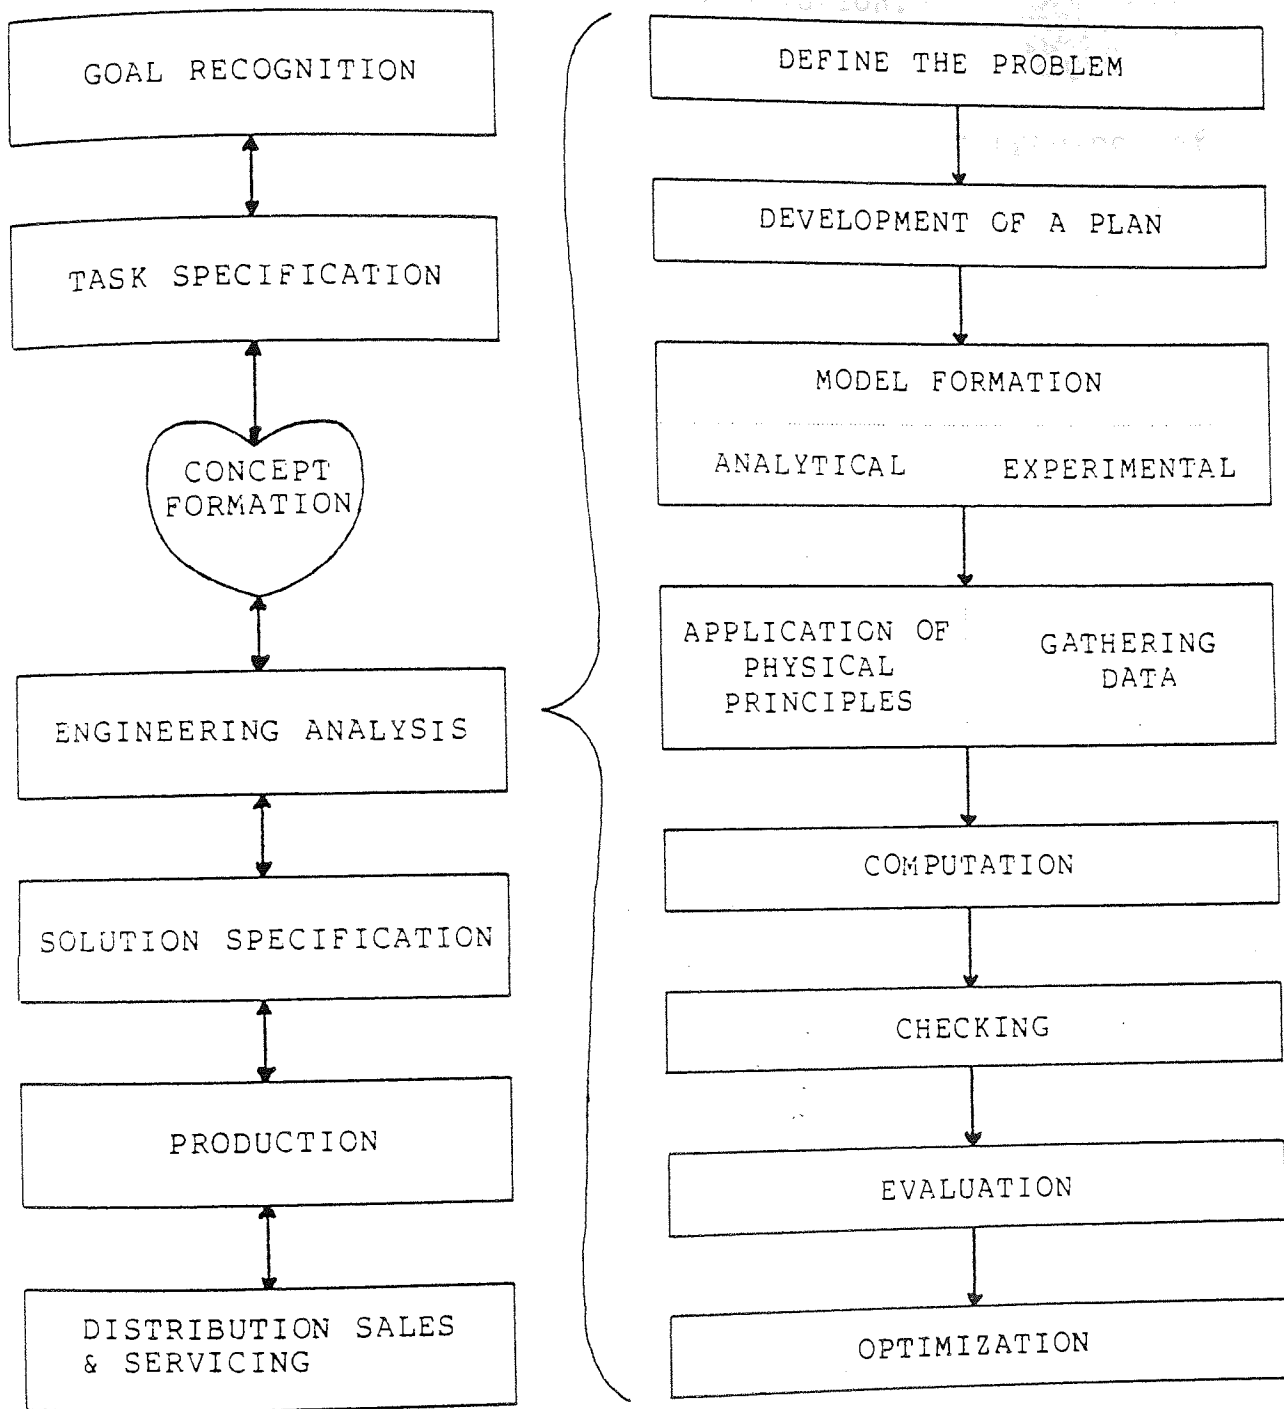 GOAL RECOGNITION
TASK SPECIFICATION
CONCEPT
FORMATION
ENGINEERING ANALYSIS
SOLUTION SPECIFICATION
PRODUCTION
DISTRIBUTION SALES
& SERVICING
DEFINE THE PROBLEM
DEVELOPMENT OF A PLAN
MODEL FORMATION
ANALYTICAL
EXPERIMENTAL
APPLICATION OF
PHYSICAL
PRINCIPLES
GATHERING
DATA
COMPUTATION
CHECKING
EVALUATION
OPTIMIZATION